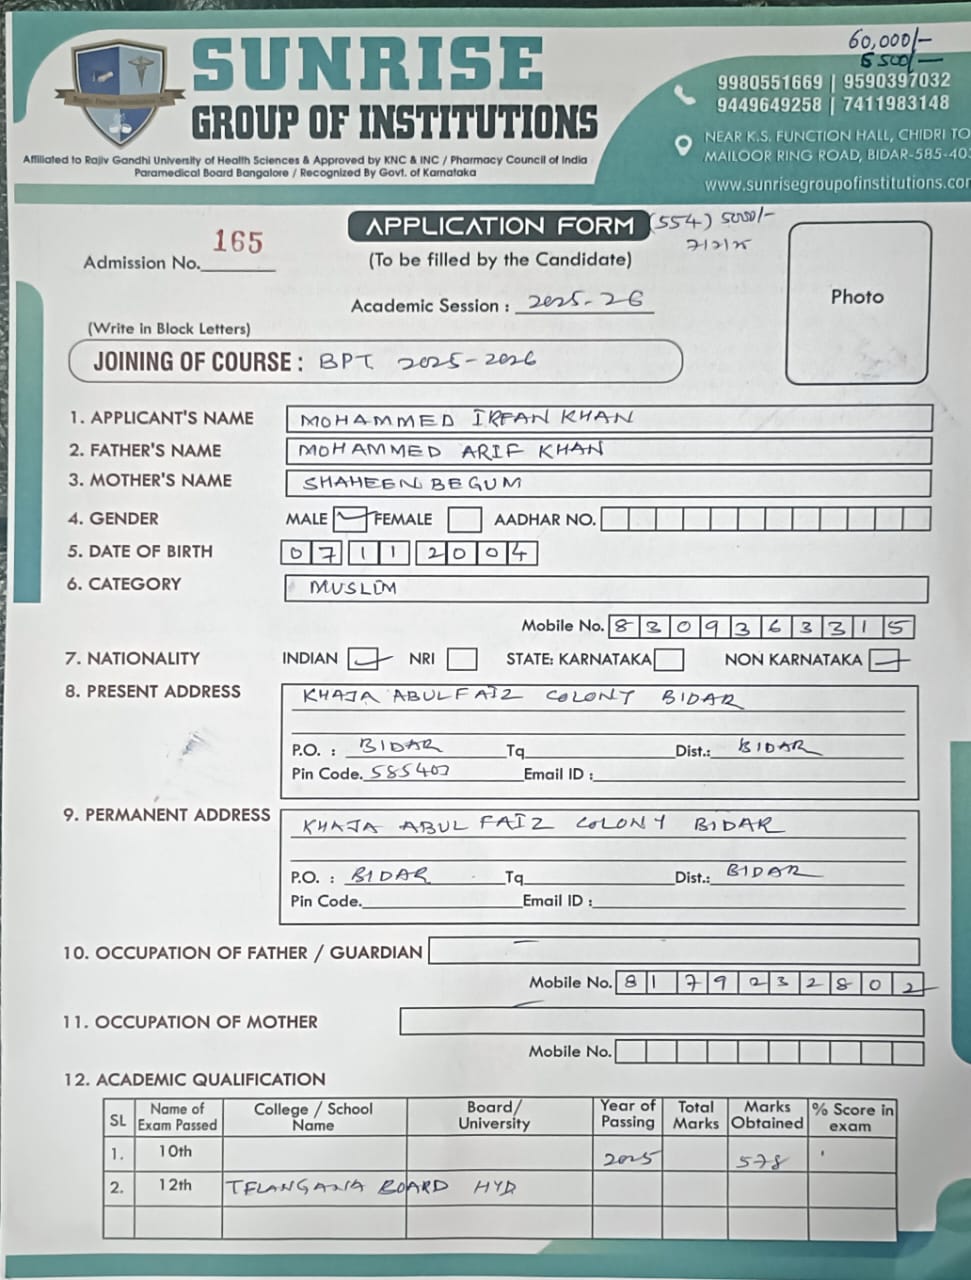 SUNRISE
GROUP OF INSTITUTIONS
Affiliated to Rajiv Gandhi University of Health Sciences & Approved by KNC & INC / Pharmacy Council of India
Paramedical Board Bangalore / Recognized By Govt. of Karnataka
60,000/-
5500/-
9980551669 | 9590397032
9449649258 | 7411983148
NEAR K.S. FUNCTION HALL, CHIDRI TO
MAILOOR RING ROAD, BIDAR-585-403
www.sunrisegroupofinstitutions.com
APPLICATION FORM (554) 5000/-
Admission No. 165
(To be filled by the Candidate)
Academic Session : 2025-26
Photo
(Write in Block Letters)
JOINING OF COURSE : BPT 2025-2026
1. APPLICANT'S NAME MOHAMMED IRFAN KHAN
2. FATHER'S NAME MOHAMMED ARIF KHAN
3. MOTHER'S NAME SHAHEEN BEGUM
4. GENDER MALE FEMALE AADHAR NO.
5. DATE OF BIRTH 07 11 2004
6. CATEGORY MUSLIM
Mobile No. 8309363315
7. NATIONALITY INDIAN NRI STATE: KARNATAKA NON KARNATAKA
8. PRESENT ADDRESS KHAJA ABUL FAIZ COLONY BIDAR
P.O. : BIDAR Tq Dist.: BIDAR
Pin Code. 585403 Email ID :
9. PERMANENT ADDRESS KHAJA ABUL FAIZ COLONY BIDAR
P.O. : BIDAR Tq Dist.: BIDAR
Pin Code. Email ID :
10. OCCUPATION OF FATHER / GUARDIAN
Mobile No. 8179232802
11. OCCUPATION OF MOTHER
Mobile No.
12. ACADEMIC QUALIFICATION
SL Name of Exam Passed College / School Name Board/ University Year of Passing Total Marks Marks Obtained % Score in exam
1. 10th 2025 578
2. 12th TELANGANA BOARD HYD